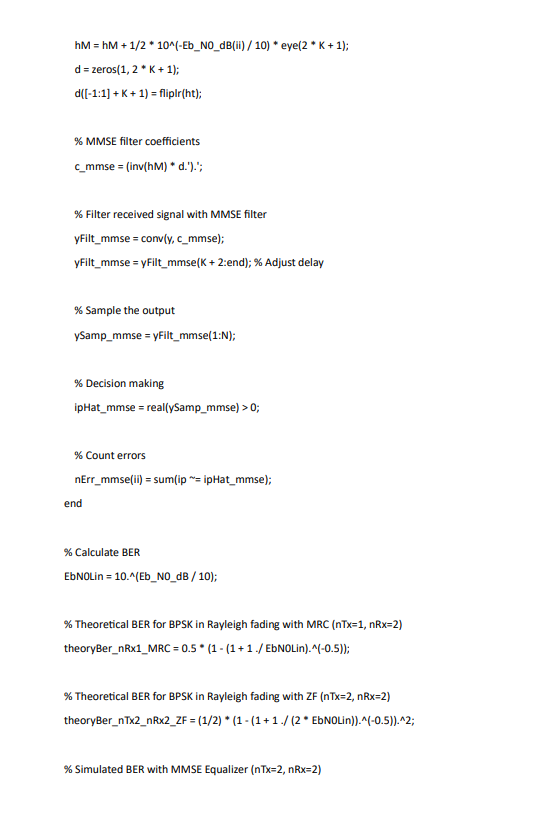 hM = hM + 1/2 * 10^(-Eb_N0_dB(ii) / 10) * eye(2 * K + 1);
d = zeros(1, 2 * K + 1);
d([-1:1] + K + 1) = fliplr(ht);
% MMSE filter coefficients
c_mmse = (inv(hM) * d.').';
% Filter received signal with MMSE filter
yFilt_mmse = conv(y, c_mmse);
yFilt_mmse = yFilt_mmse(K + 2:end); % Adjust delay
% Sample the output
ySamp_mmse = yFilt_mmse(1:N);
% Decision making
ipHat_mmse = real(ySamp_mmse) > 0;
% Count errors
nErr_mmse(ii) = sum(ip ~= ipHat_mmse);
end
% Calculate BER
EbN0Lin = 10.^(Eb_N0_dB / 10);
% Theoretical BER for BPSK in Rayleigh fading with MRC (nTx=1, nRx=2)
theoryBer_nRx1_MRC = 0.5 * (1 - (1 + 1 ./ EbN0Lin).^(-0.5));
% Theoretical BER for BPSK in Rayleigh fading with ZF (nTx=2, nRx=2)
theoryBer_nTx2_nRx2_ZF = (1/2) * (1 - (1 + 1 ./ (2 * EbN0Lin)).^(-0.5)).^2;
% Simulated BER with MMSE Equalizer (nTx=2, nRx=2)